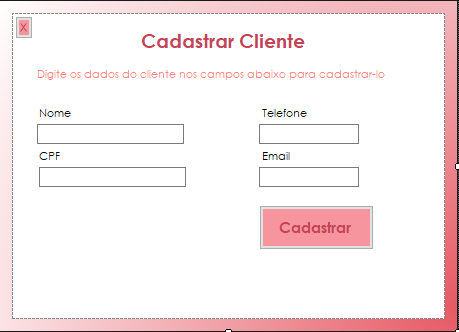 X
Cadastrar Cliente
Digite os dados do cliente nos campos abaixo para cadastrar-lo
Nome
Telefone
CPF
Email
Cadastrar